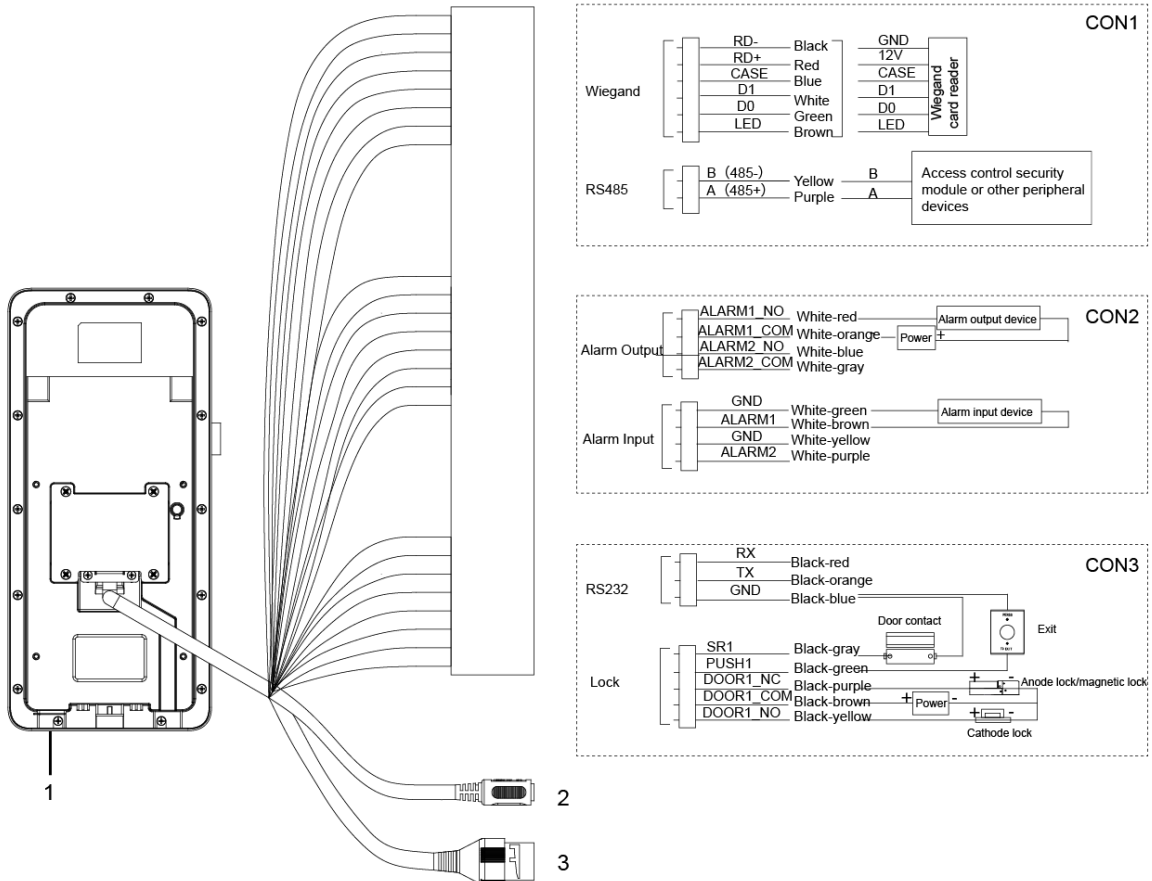 CON1
Wiegand
RD- Black GND
RD+ Red 12V
CASE Blue CASE
D1 White D1
D0 Green D0
LED Brown LED
Wiegand card reader
RS485
B (485-) Yellow B
A (485+) Purple A
Access control security
module or other peripheral
devices
CON2
Alarm Output
ALARM1_NO White-red Alarm output device
ALARM1_COM White-orange Power +
ALARM2_NO White-blue
ALARM2_COM White-gray
Alarm Input
GND White-green Alarm input device
ALARM1 White-brown
GND White-yellow
ALARM2 White-purple
CON3
RS232
RX Black-red
TX Black-orange
GND Black-blue
Door contact
Exit
Lock
SR1 Black-gray
PUSH1 Black-green
DOOR1_NC Black-purple + - Anode lock/magnetic lock
DOOR1_COM Black-brown + Power -
DOOR1_NO Black-yellow + -
Cathode lock
1
2
3